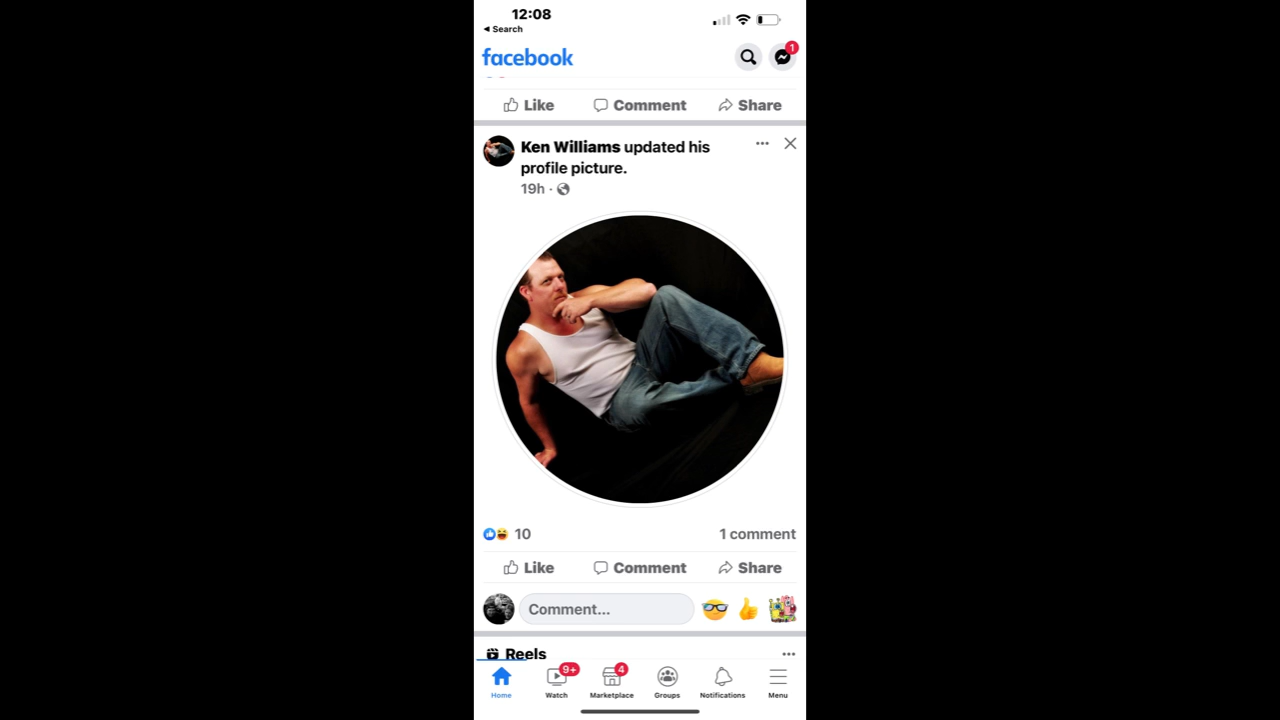 12:08
◀ Search
facebook
1
Like Comment Share
Ken Williams updated his
profile picture.
19h ·
10 1 comment
Like Comment Share
Comment...
Reels
9+ 4
Home Watch Marketplace Groups Notifications Menu